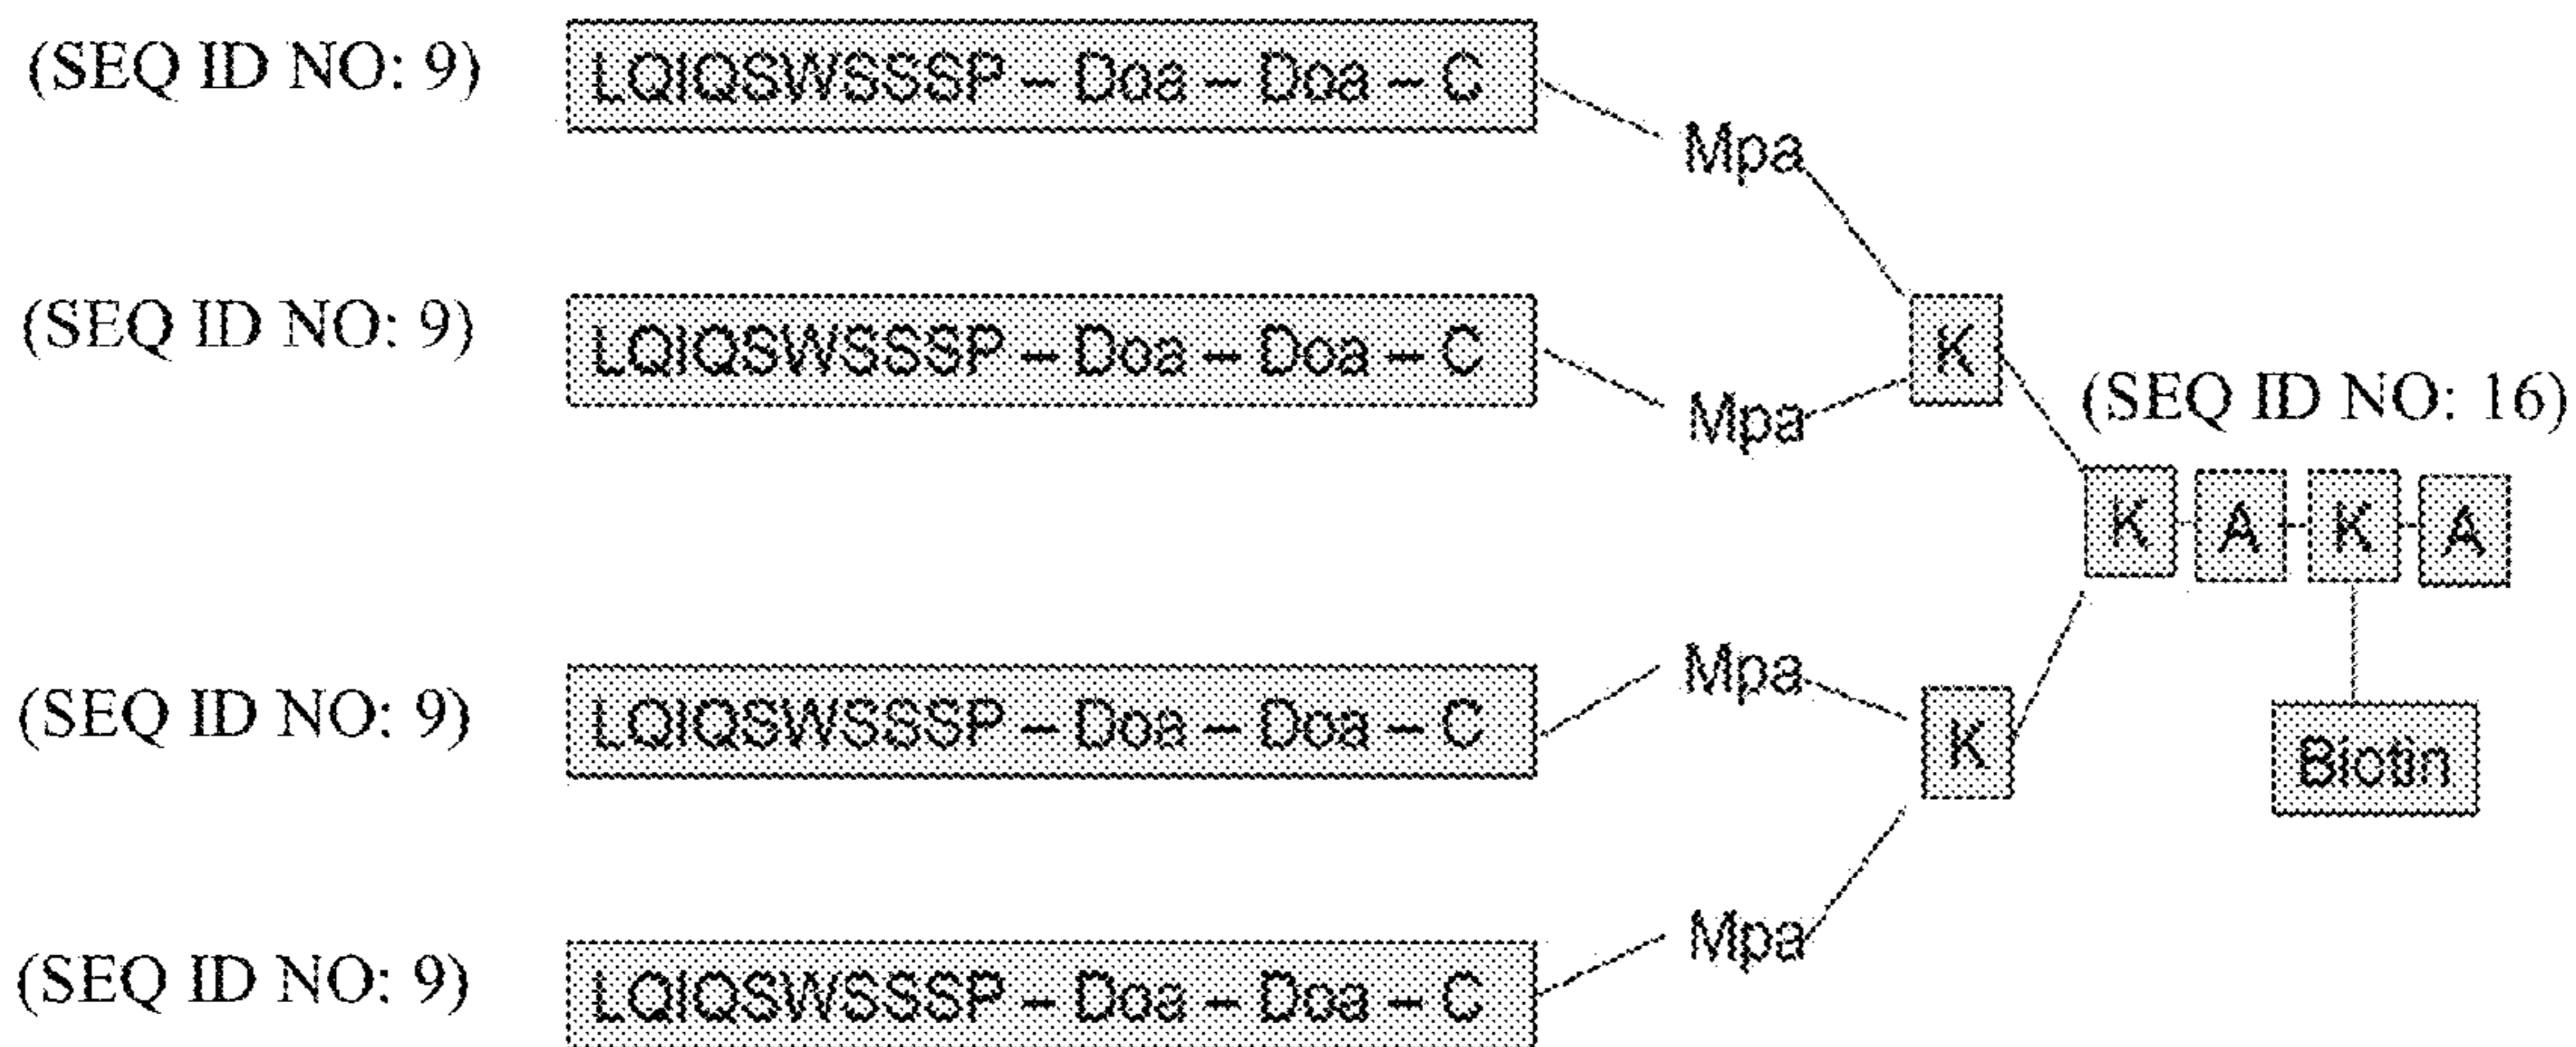 (SEQ ID NO: 9) LQIQSWSSSP – Doa – Doa – C
Mpa
(SEQ ID NO: 9) LQIQSWSSSP – Doa – Doa – C
K
Mpa
(SEQ ID NO: 16)
K A K A
(SEQ ID NO: 9) LQIQSWSSSP – Doa – Doa – C
Mpa
K
Biotin
Mpa
(SEQ ID NO: 9) LQIQSWSSSP – Doa – Doa – C